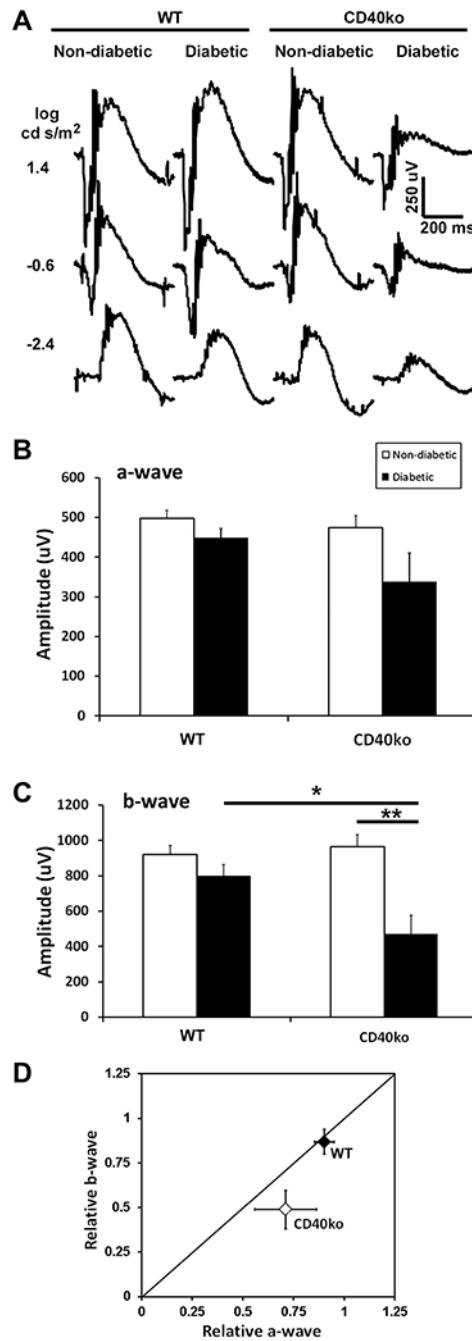 A
WT CD40ko
Non-diabetic Diabetic Non-diabetic Diabetic
log
cd s/m²
1.4
250 uV
200 ms
-0.6
-2.4
B
a-wave
Non-diabetic
Diabetic
Amplitude (uV)
600
500
400
300
200
100
0
WT CD40ko
C
b-wave
*
**
Amplitude (uV)
1200
1000
800
600
400
200
0
WT CD40ko
D
Relative b-wave
1.25
1
0.75
0.5
0.25
0
WT
CD40ko
0 0.25 0.5 0.75 1 1.25
Relative a-wave